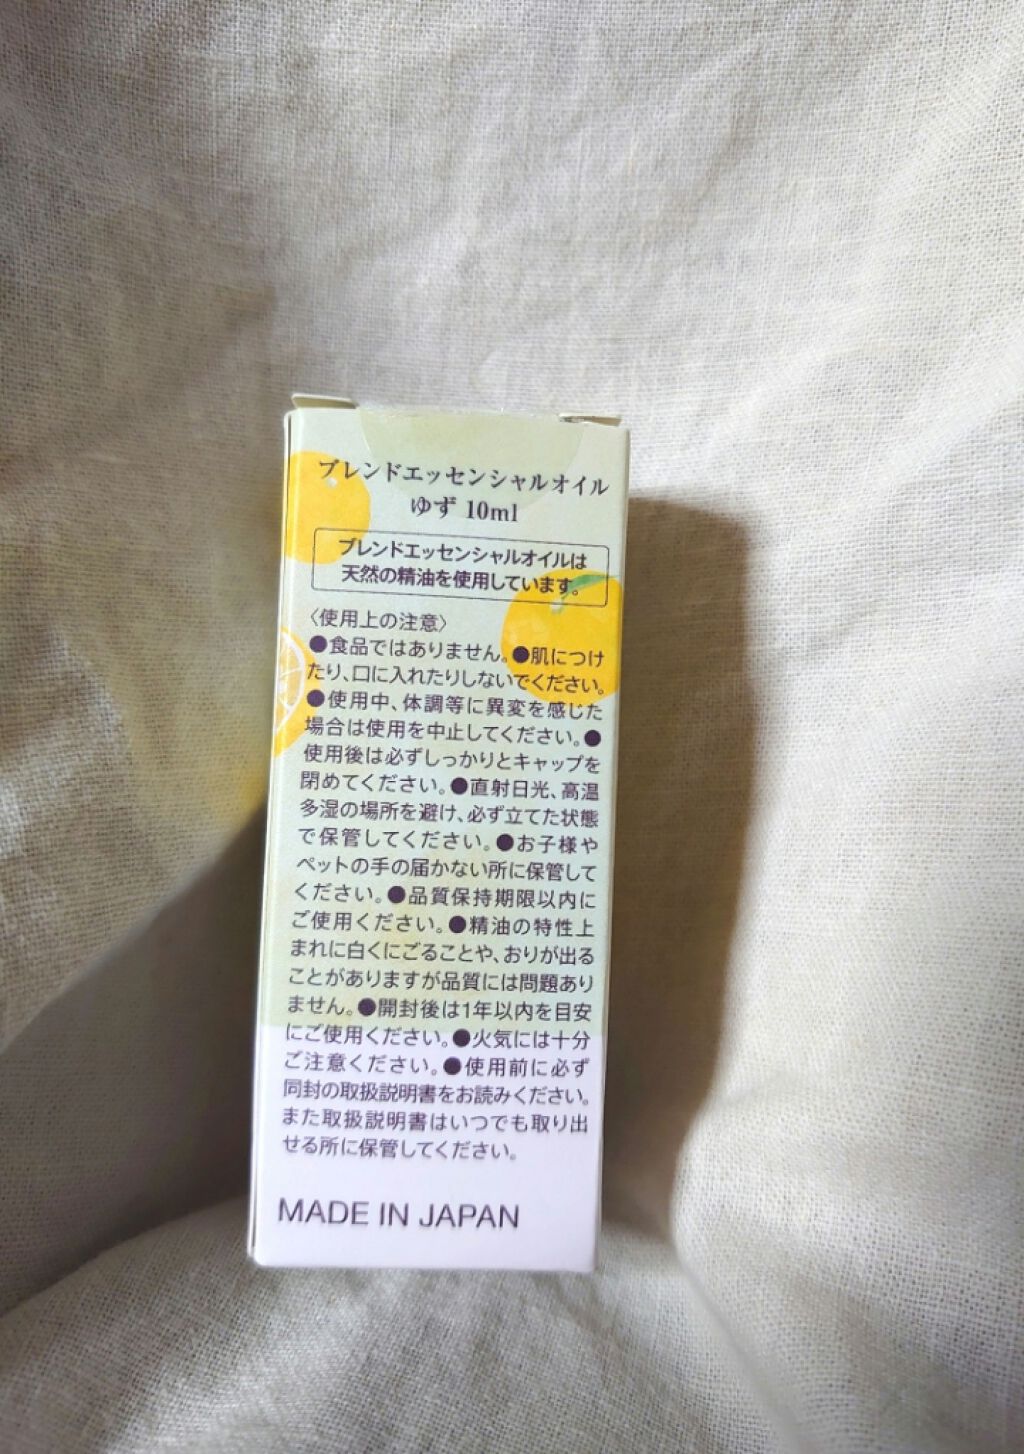 ブレンドエッセンシャルオイル
ゆず 10ml
ブレンドエッセンシャルオイルは
天然の精油を使用しています。
〈使用上の注意〉
●食品ではありません。●肌につけ
たり、口に入れたりしないでください。
●使用中、体調等に異変を感じた
場合は使用を中止してください。●
使用後は必ずしっかりとキャップを
閉めてください。●直射日光、高温
多湿の場所を避け、必ず立てた状態
で保管してください。●お子様や
ペットの手の届かない所に保管して
ください。●品質保持期限以内に
ご使用ください。●精油の特性上
まれに白くにごることや、おりが出る
ことがありますが品質には問題あり
ません。●開封後は1年以内を目安
にご使用ください。●火気には十分
ご注意ください。●使用前に必ず
同封の取扱説明書をお読みください。
また取扱説明書はいつでも取り出
せる所に保管してください。
MADE IN JAPAN